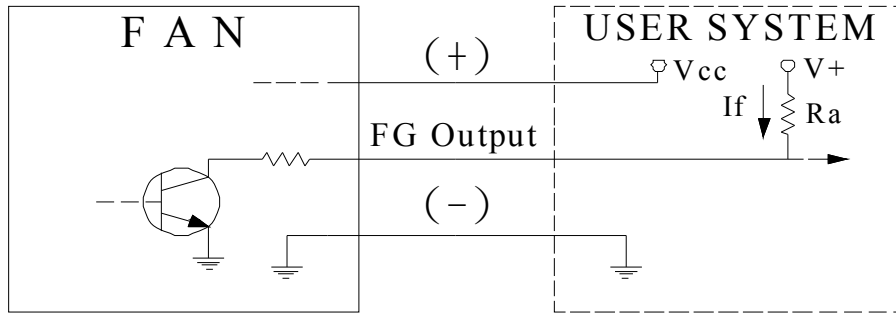 F A N
USER SYSTEM
(+)
Vcc
V+
If
Ra
FG Output
(-)